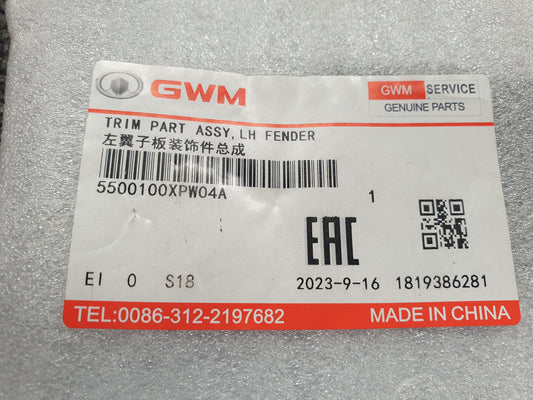 GWM
GWM SERVICE
GENUINE PARTS
TRIM PART ASSY,LH FENDER
左翼子板装饰件总成
5500100XPW04A
1
EAC
EI 0 S18
2023-9-16 1819386281
TEL:0086-312-2197682
MADE IN CHINA